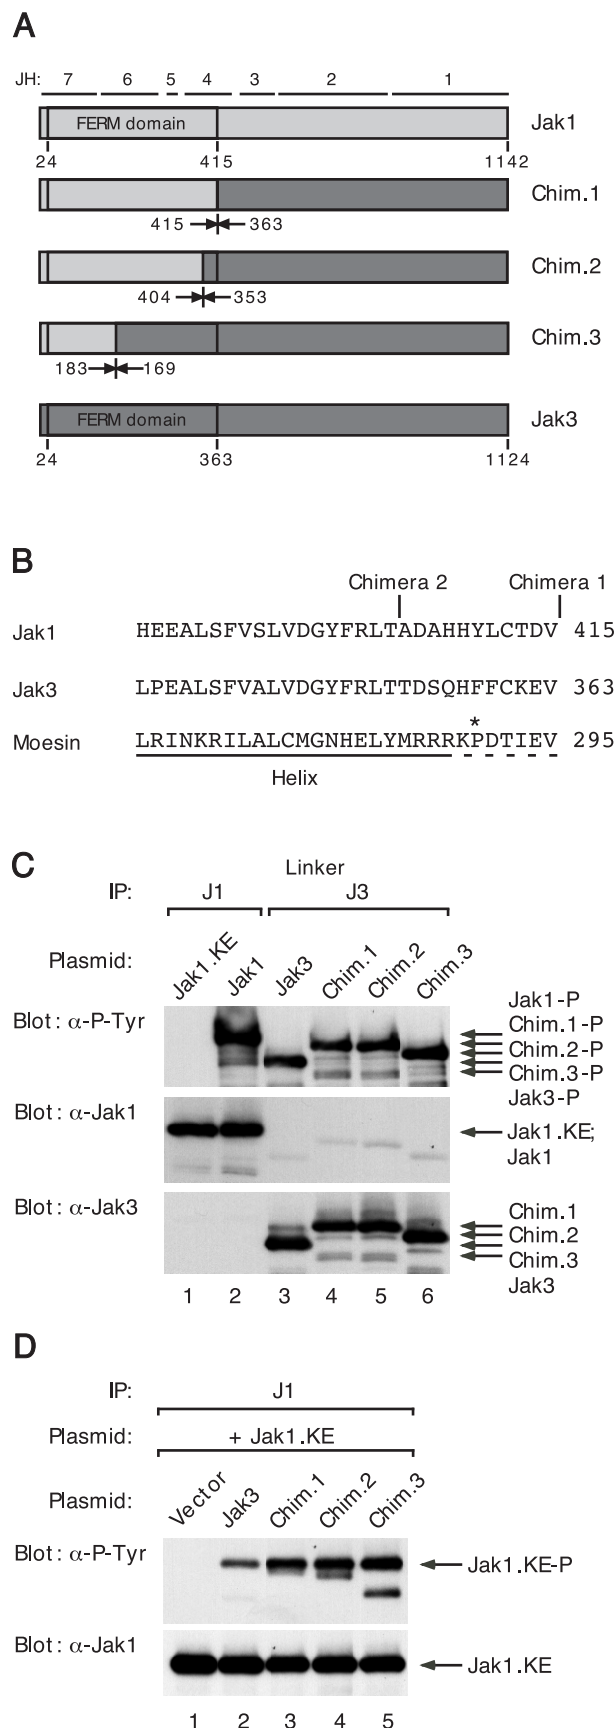 A
JH: 7 6 5 4 3 2 1
FERM domain Jak1
24 415 1142
Chim.1
415 363
Chim.2
404 353
Chim.3
183 169
FERM domain Jak3
24 363 1124
B
Chimera 2 Chimera 1
Jak1 HEEALSFVSLVDGYFRLTADAHHYLCTDV 415
Jak3 LPEALSFVALVDGYFRLTTDSQHFFCKEV 363
*
Moesin LRINKRILALCMGNHELYMRRRKPDTIEV 295
Helix
Linker
C
IP: J1 J3
Plasmid: Jak1.KE Jak1 Jak3 Chim.1 Chim.2 Chim.3
Blot: α-P-Tyr
Jak1-P
Chim.1-P
Chim.2-P
Chim.3-P
Jak3-P
Blot: α-Jak1
Jak1.KE;
Jak1
Blot: α-Jak3
Chim.1
Chim.2
Chim.3
Jak3
1 2 3 4 5 6
D
IP: J1
Plasmid: + Jak1.KE
Plasmid: Vector Jak3 Chim.1 Chim.2 Chim.3
Blot: α-P-Tyr Jak1.KE-P
Blot: α-Jak1 Jak1.KE
1 2 3 4 5